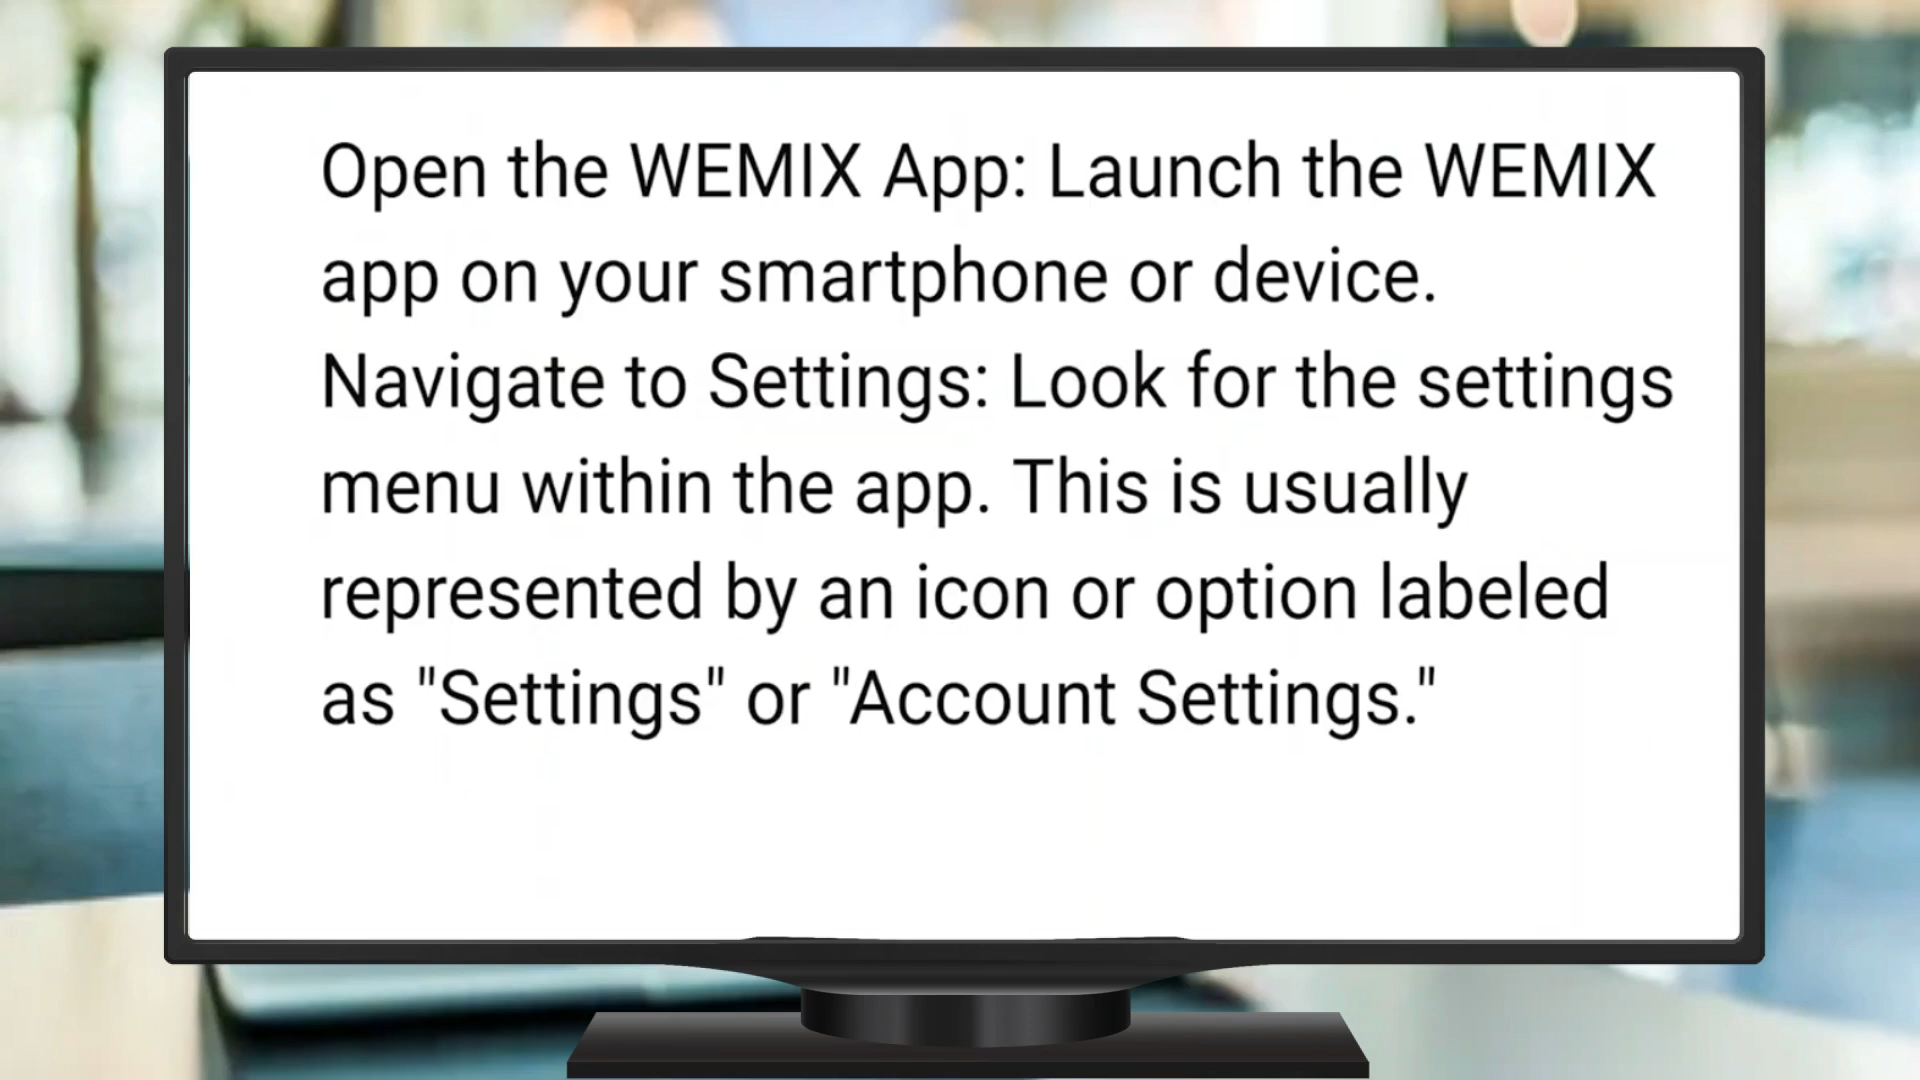 Open the WEMIX App: Launch the WEMIX
app on your smartphone or device.
Navigate to Settings: Look for the settings
menu within the app. This is usually
represented by an icon or option labeled
as "Settings" or "Account Settings."